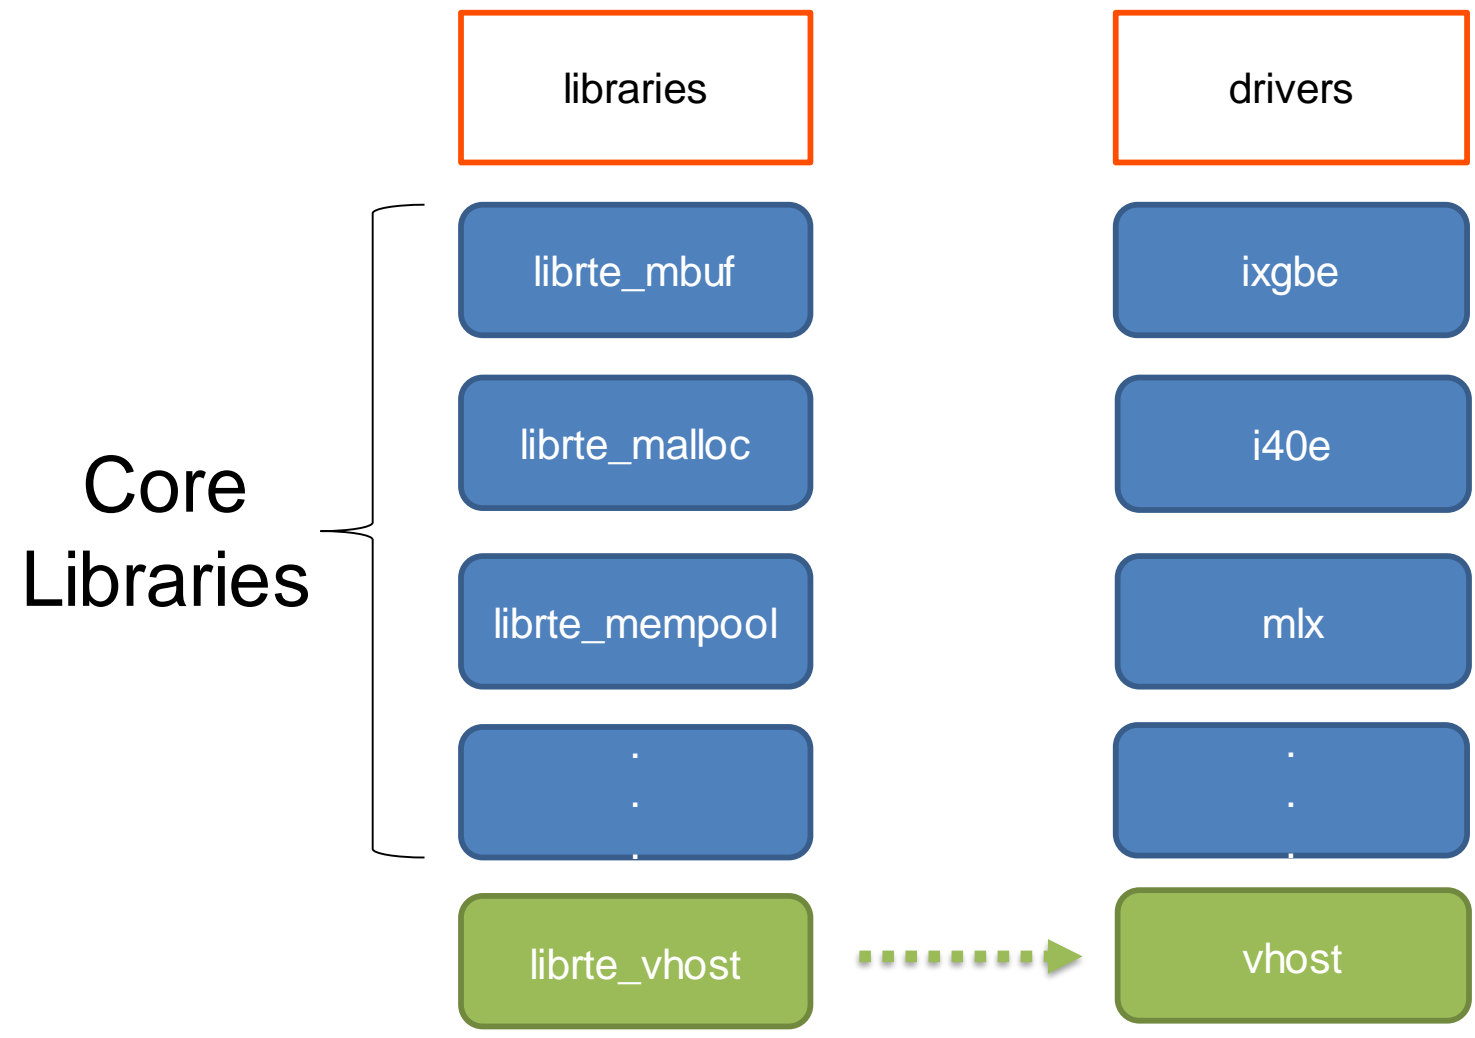 libraries
drivers
Core
Libraries
librte_mbuf
librte_malloc
librte_mempool
.
.
.
librte_vhost
ixgbe
i40e
mlx
.
.
.
vhost